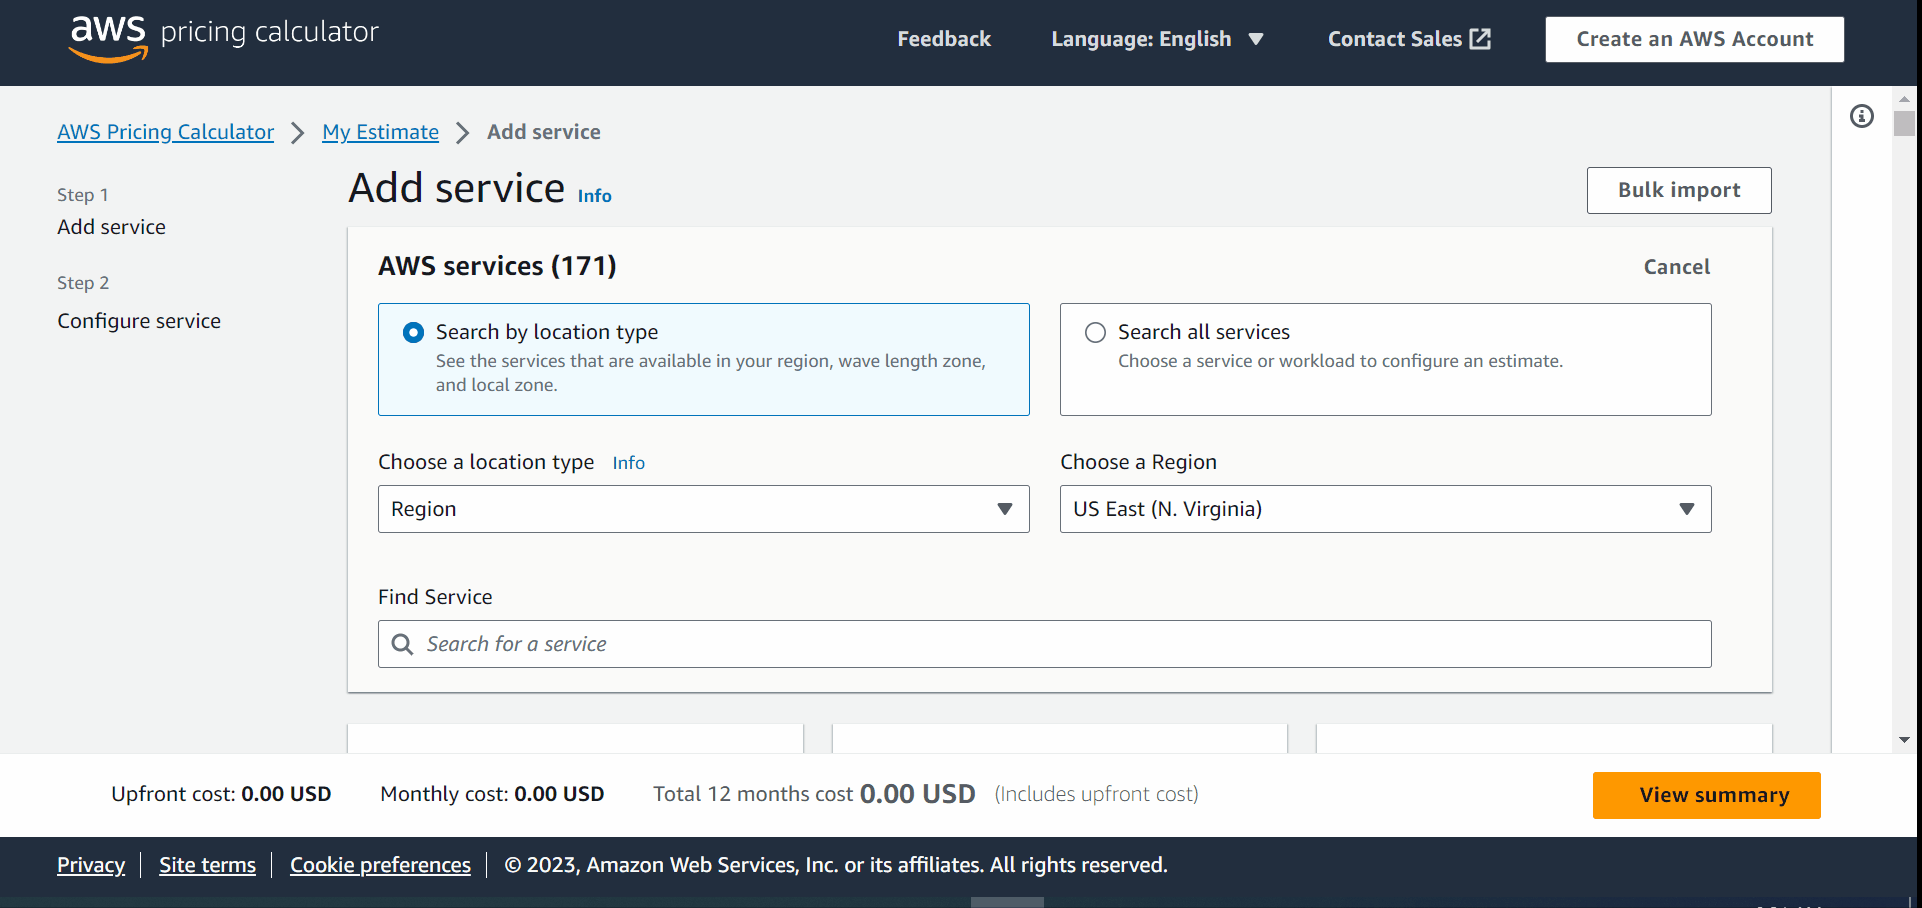 aws pricing calculator
Feedback
Language: English
Contact Sales
Create an AWS Account
AWS Pricing Calculator
My Estimate
Add service
Step 1
Add service
Step 2
Configure service
Add service Info
Bulk import
AWS services (171)
Cancel
Search by location type
See the services that are available in your region, wave length zone,
and local zone.
Search all services
Choose a service or workload to configure an estimate.
Choose a location type Info
Region
Choose a Region
US East (N. Virginia)
Find Service
Search for a service
Upfront cost: 0.00 USD
Monthly cost: 0.00 USD
Total 12 months cost 0.00 USD (Includes upfront cost)
View summary
Privacy
Site terms
Cookie preferences
© 2023, Amazon Web Services, Inc. or its affiliates. All rights reserved.